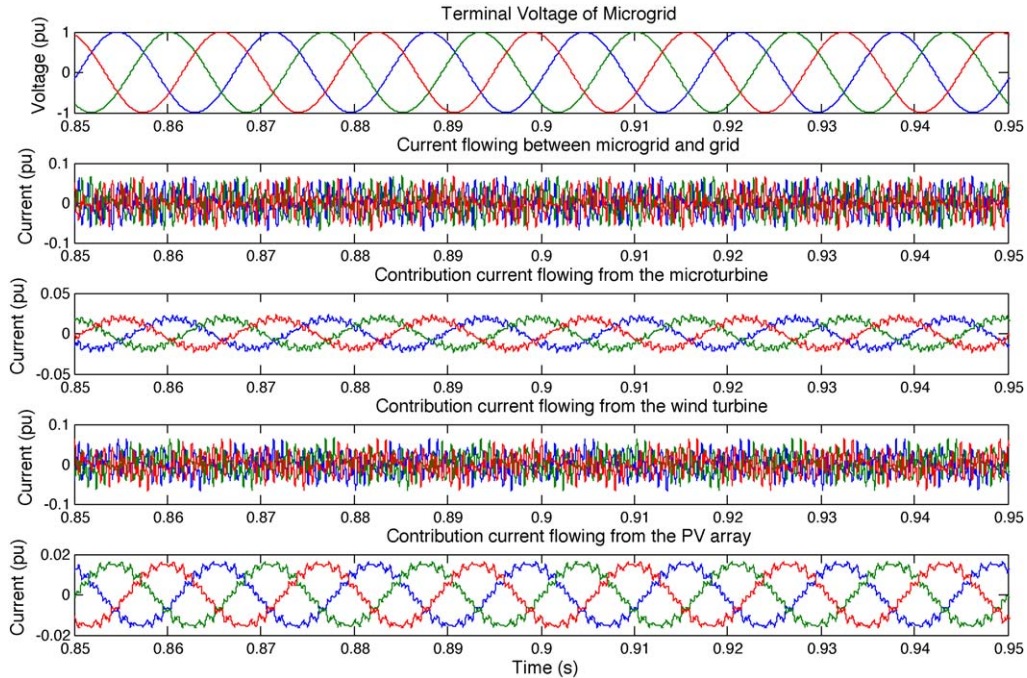 Terminal Voltage of Microgrid
Voltage (pu)
1
0
-1
0.85 0.86 0.87 0.88 0.89 0.9 0.91 0.92 0.93 0.94 0.95
Current flowing between microgrid and grid
Current (pu)
0.1
0
-0.1
0.85 0.86 0.87 0.88 0.89 0.9 0.91 0.92 0.93 0.94 0.95
Contribution current flowing from the microturbine
Current (pu)
0.05
0
-0.05
0.85 0.86 0.87 0.88 0.89 0.9 0.91 0.92 0.93 0.94 0.95
Contribution current flowing from the wind turbine
Current (pu)
0.1
0
-0.1
0.85 0.86 0.87 0.88 0.89 0.9 0.91 0.92 0.93 0.94 0.95
Contribution current flowing from the PV array
Current (pu)
0.02
0
-0.02
0.85 0.86 0.87 0.88 0.89 0.9 0.91 0.92 0.93 0.94 0.95
Time (s)